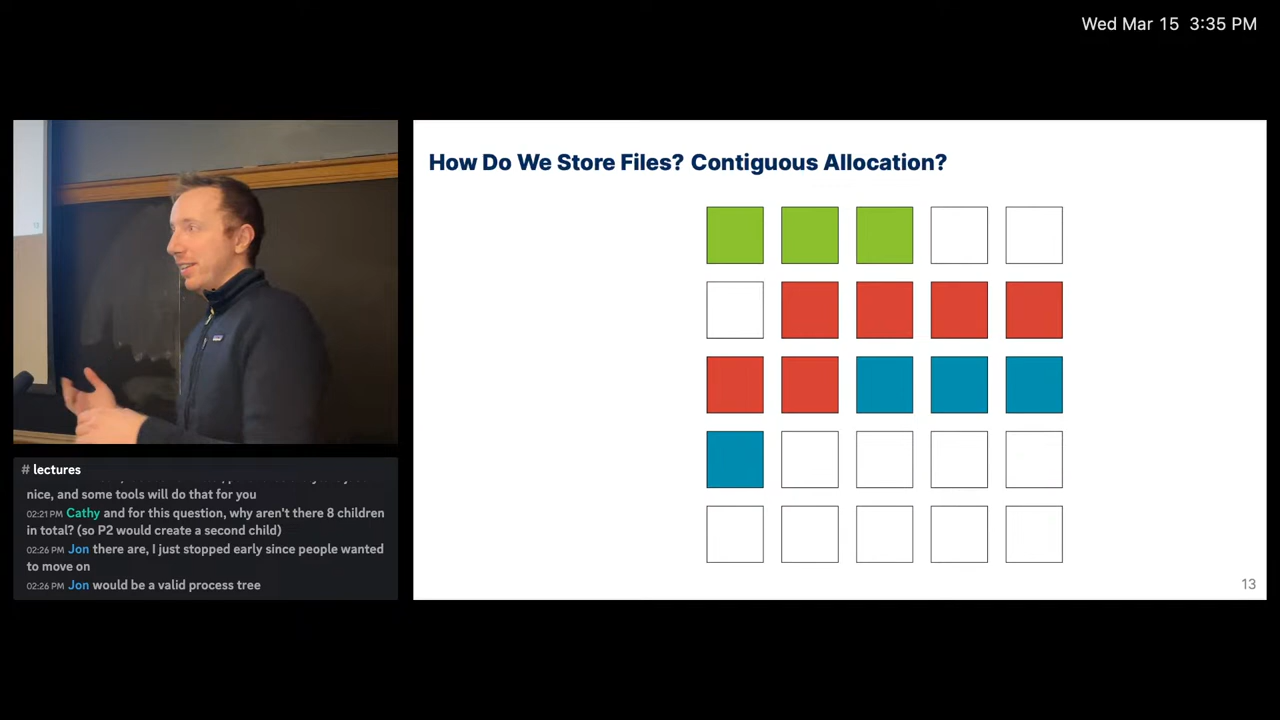 Wed Mar 15 3:35 PM
How Do We Store Files? Contiguous Allocation?
# lectures
nice, and some tools will do that for you
02:21 PM Cathy and for this question, why aren't there 8 children
in total? (so P2 would create a second child)
02:26 PM Jon there are, I just stopped early since people wanted
to move on
02:26 PM Jon would be a valid process tree
13